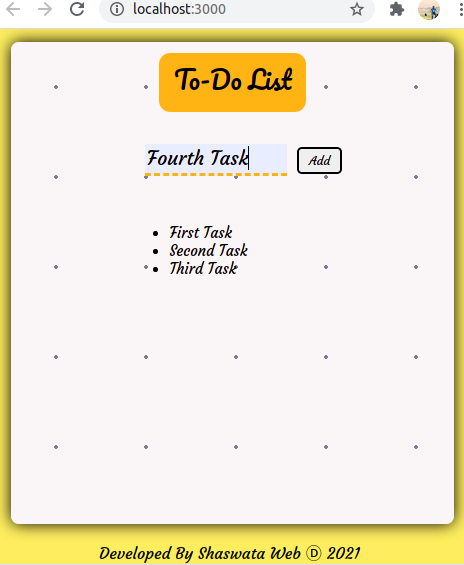 localhost:3000
To-Do List
Fourth Task Add
First Task
Second Task
Third Task
Developed By Shaswata Web Ⓓ 2021